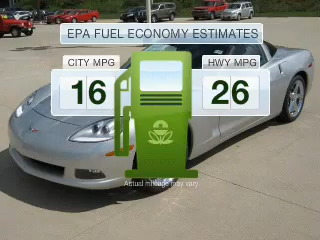 EPA FUEL ECONOMY ESTIMATES
CITY MPG
HWY MPG
16
26
Actual mileage may vary